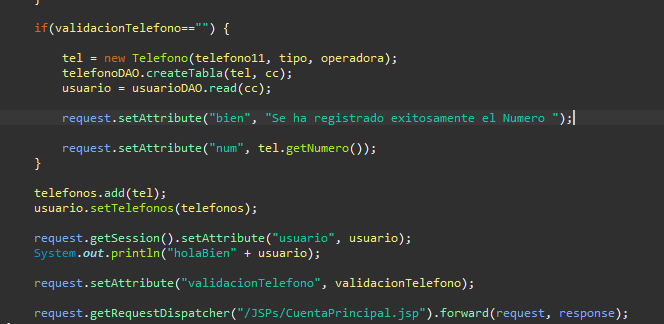 }
if(validacionTelefono=="") {
tel = new Telefono(telefono11, tipo, operadora);
telefonoDAO.createTabla(tel, cc);
usuario = usuarioDAO.read(cc);
request.setAttribute("bien", "Se ha registrado exitosamente el Numero ");
request.setAttribute("num", tel.getNumero());
}
telefonos.add(tel);
usuario.setTelefonos(telefonos);
request.getSession().setAttribute("usuario", usuario);
System.out.println("holaBien" + usuario);
request.setAttribute("validacionTelefono", validacionTelefono);
request.getRequestDispatcher("/JSPs/CuentaPrincipal.jsp").forward(request, response);